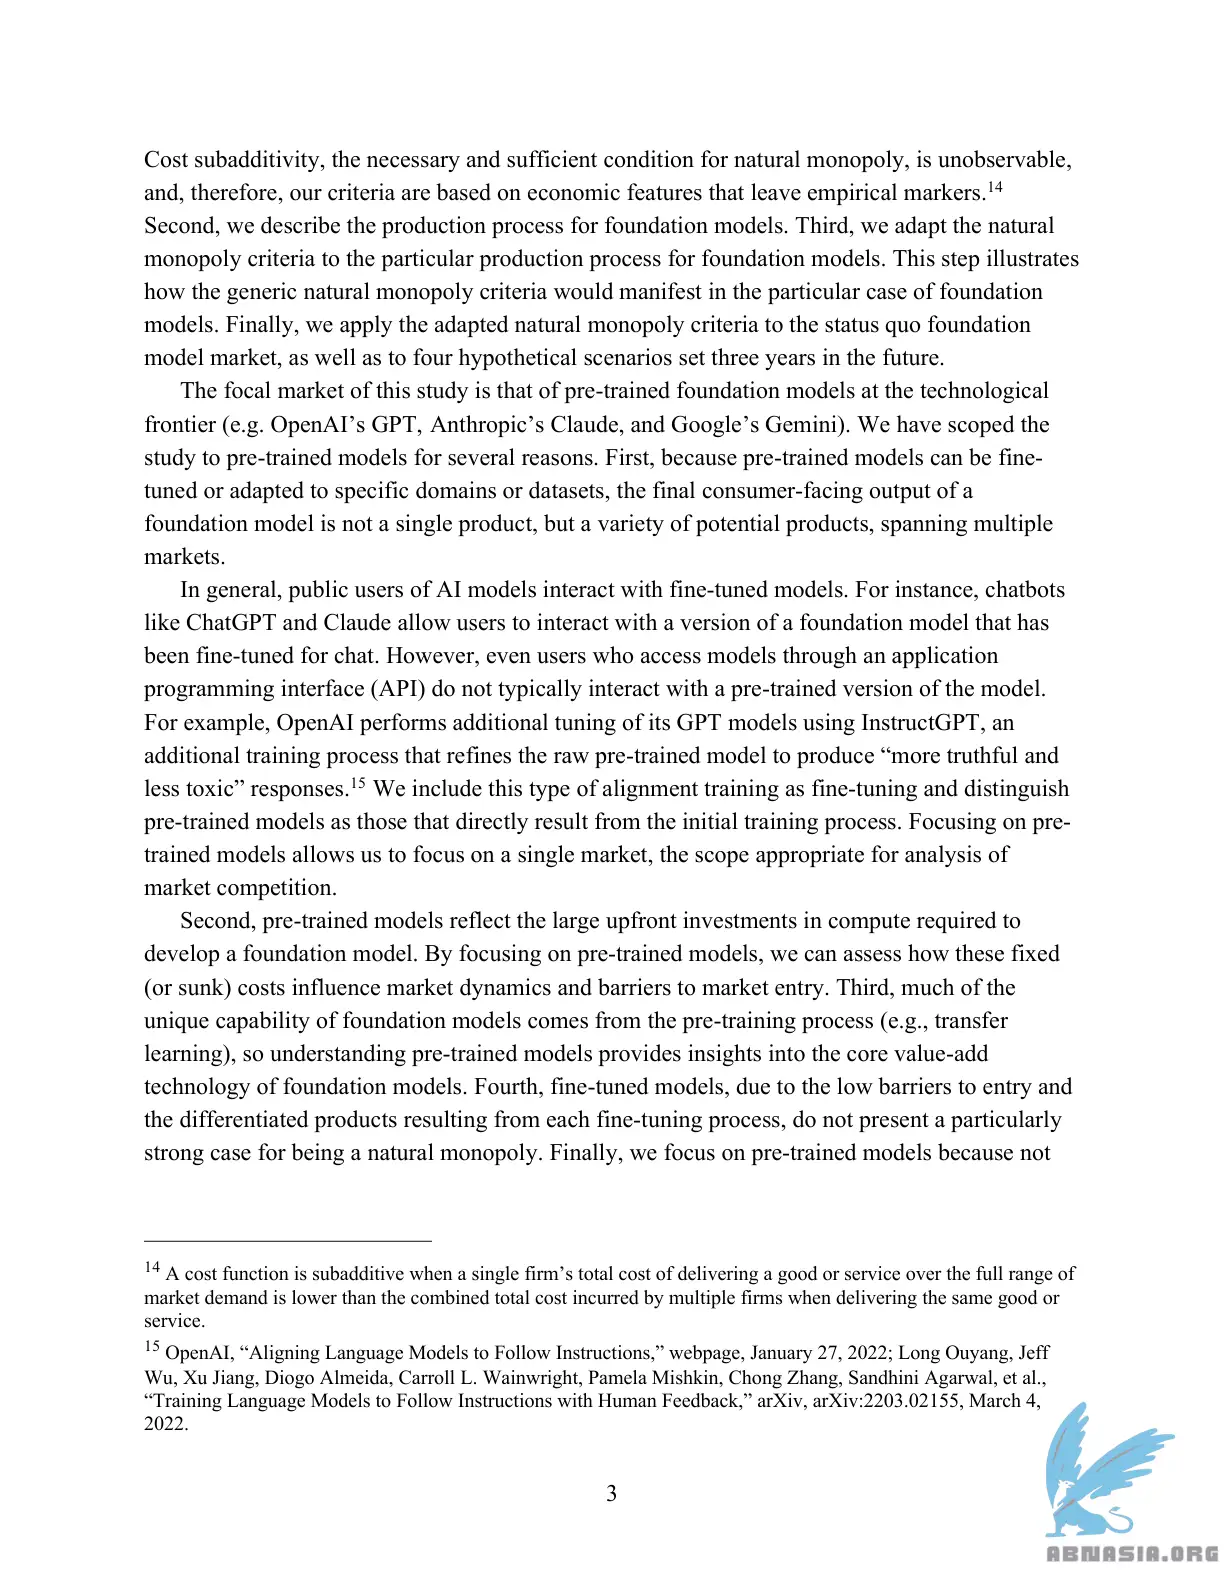 Cost subadditivity, the necessary and sufficient condition for natural monopoly, is unobservable,
and, therefore, our criteria are based on economic features that leave empirical markers.14
Second, we describe the production process for foundation models. Third, we adapt the natural
monopoly criteria to the particular production process for foundation models. This step illustrates
how the generic natural monopoly criteria would manifest in the particular case of foundation
models. Finally, we apply the adapted natural monopoly criteria to the status quo foundation
model market, as well as to four hypothetical scenarios set three years in the future.
The focal market of this study is that of pre-trained foundation models at the technological
frontier (e.g. OpenAI’s GPT, Anthropic’s Claude, and Google’s Gemini). We have scoped the
study to pre-trained models for several reasons. First, because pre-trained models can be fine-
tuned or adapted to specific domains or datasets, the final consumer-facing output of a
foundation model is not a single product, but a variety of potential products, spanning multiple
markets.
In general, public users of AI models interact with fine-tuned models. For instance, chatbots
like ChatGPT and Claude allow users to interact with a version of a foundation model that has
been fine-tuned for chat. However, even users who access models through an application
programming interface (API) do not typically interact with a pre-trained version of the model.
For example, OpenAI performs additional tuning of its GPT models using InstructGPT, an
additional training process that refines the raw pre-trained model to produce “more truthful and
less toxic” responses.15 We include this type of alignment training as fine-tuning and distinguish
pre-trained models as those that directly result from the initial training process. Focusing on pre-
trained models allows us to focus on a single market, the scope appropriate for analysis of
market competition.
Second, pre-trained models reflect the large upfront investments in compute required to
develop a foundation model. By focusing on pre-trained models, we can assess how these fixed
(or sunk) costs influence market dynamics and barriers to market entry. Third, much of the
unique capability of foundation models comes from the pre-training process (e.g., transfer
learning), so understanding pre-trained models provides insights into the core value-add
technology of foundation models. Fourth, fine-tuned models, due to the low barriers to entry and
the differentiated products resulting from each fine-tuning process, do not present a particularly
strong case for being a natural monopoly. Finally, we focus on pre-trained models because not
14 A cost function is subadditive when a single firm’s total cost of delivering a good or service over the full range of
market demand is lower than the combined total cost incurred by multiple firms when delivering the same good or
service.
15 OpenAI, “Aligning Language Models to Follow Instructions,” webpage, January 27, 2022; Long Ouyang, Jeff
Wu, Xu Jiang, Diogo Almeida, Carroll L. Wainwright, Pamela Mishkin, Chong Zhang, Sandhini Agarwal, et al.,
“Training Language Models to Follow Instructions with Human Feedback,” arXiv, arXiv:2203.02155, March 4,
2022.
3
ABNASIA.ORG